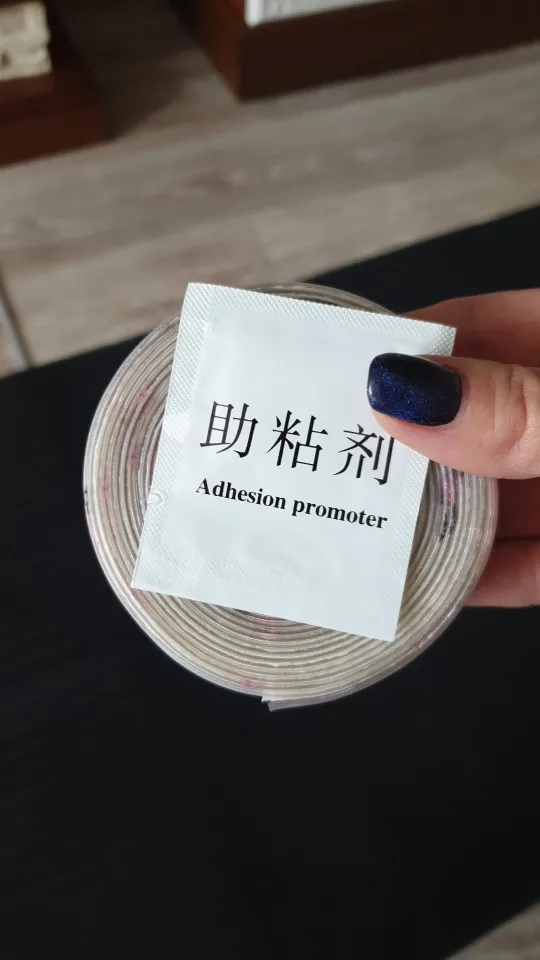 助粘剂
Adhesion promoter